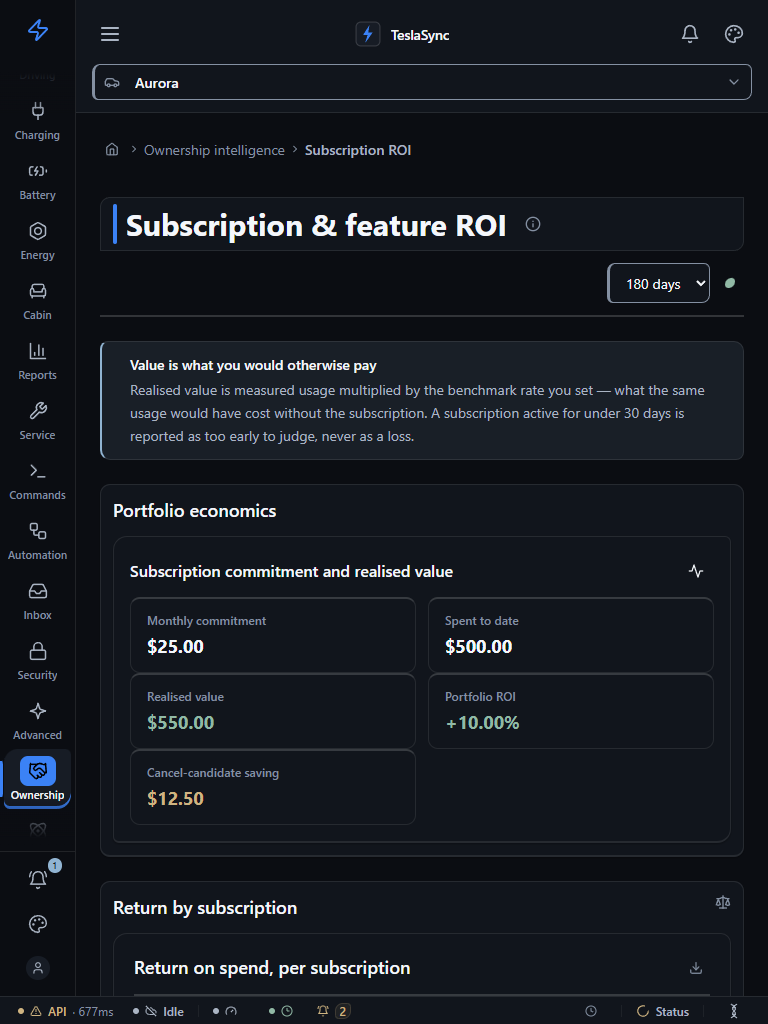 TeslaSync
Aurora
Driving
Charging
Battery
Energy
Cabin
Reports
Service
Commands
Automation
Inbox
Security
Advanced
Ownership
1
Ownership intelligence
Subscription ROI
Subscription & feature ROI
180 days
Value is what you would otherwise pay
Realised value is measured usage multiplied by the benchmark rate you set — what the same
usage would have cost without the subscription. A subscription active for under 30 days is
reported as too early to judge, never as a loss.
Portfolio economics
Subscription commitment and realised value
Monthly commitment
$25.00
Spent to date
$500.00
Realised value
$550.00
Portfolio ROI
+10.00%
Cancel-candidate saving
$12.50
Return by subscription
Return on spend, per subscription
API · 677ms
Idle
2
Status